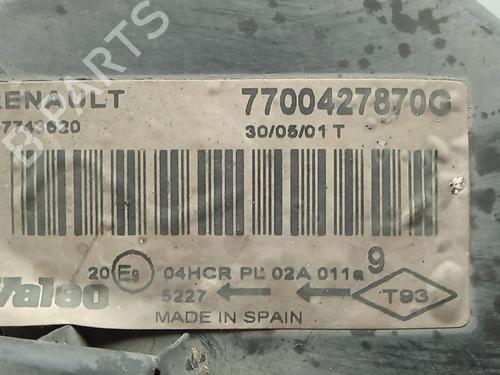 RENAULT 7700427870G
7743620 30/05/01 T
20 E9 04HCR PL 02A 011a 9
Valeo 5227 T93
MADE IN SPAIN
B PARTS